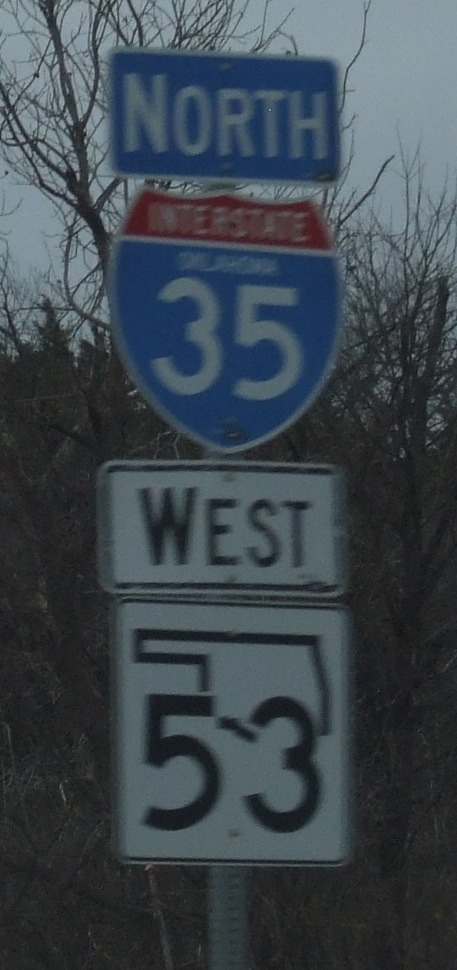 NORTH
INTERSTATE
OKLAHOMA
35
WEST
53